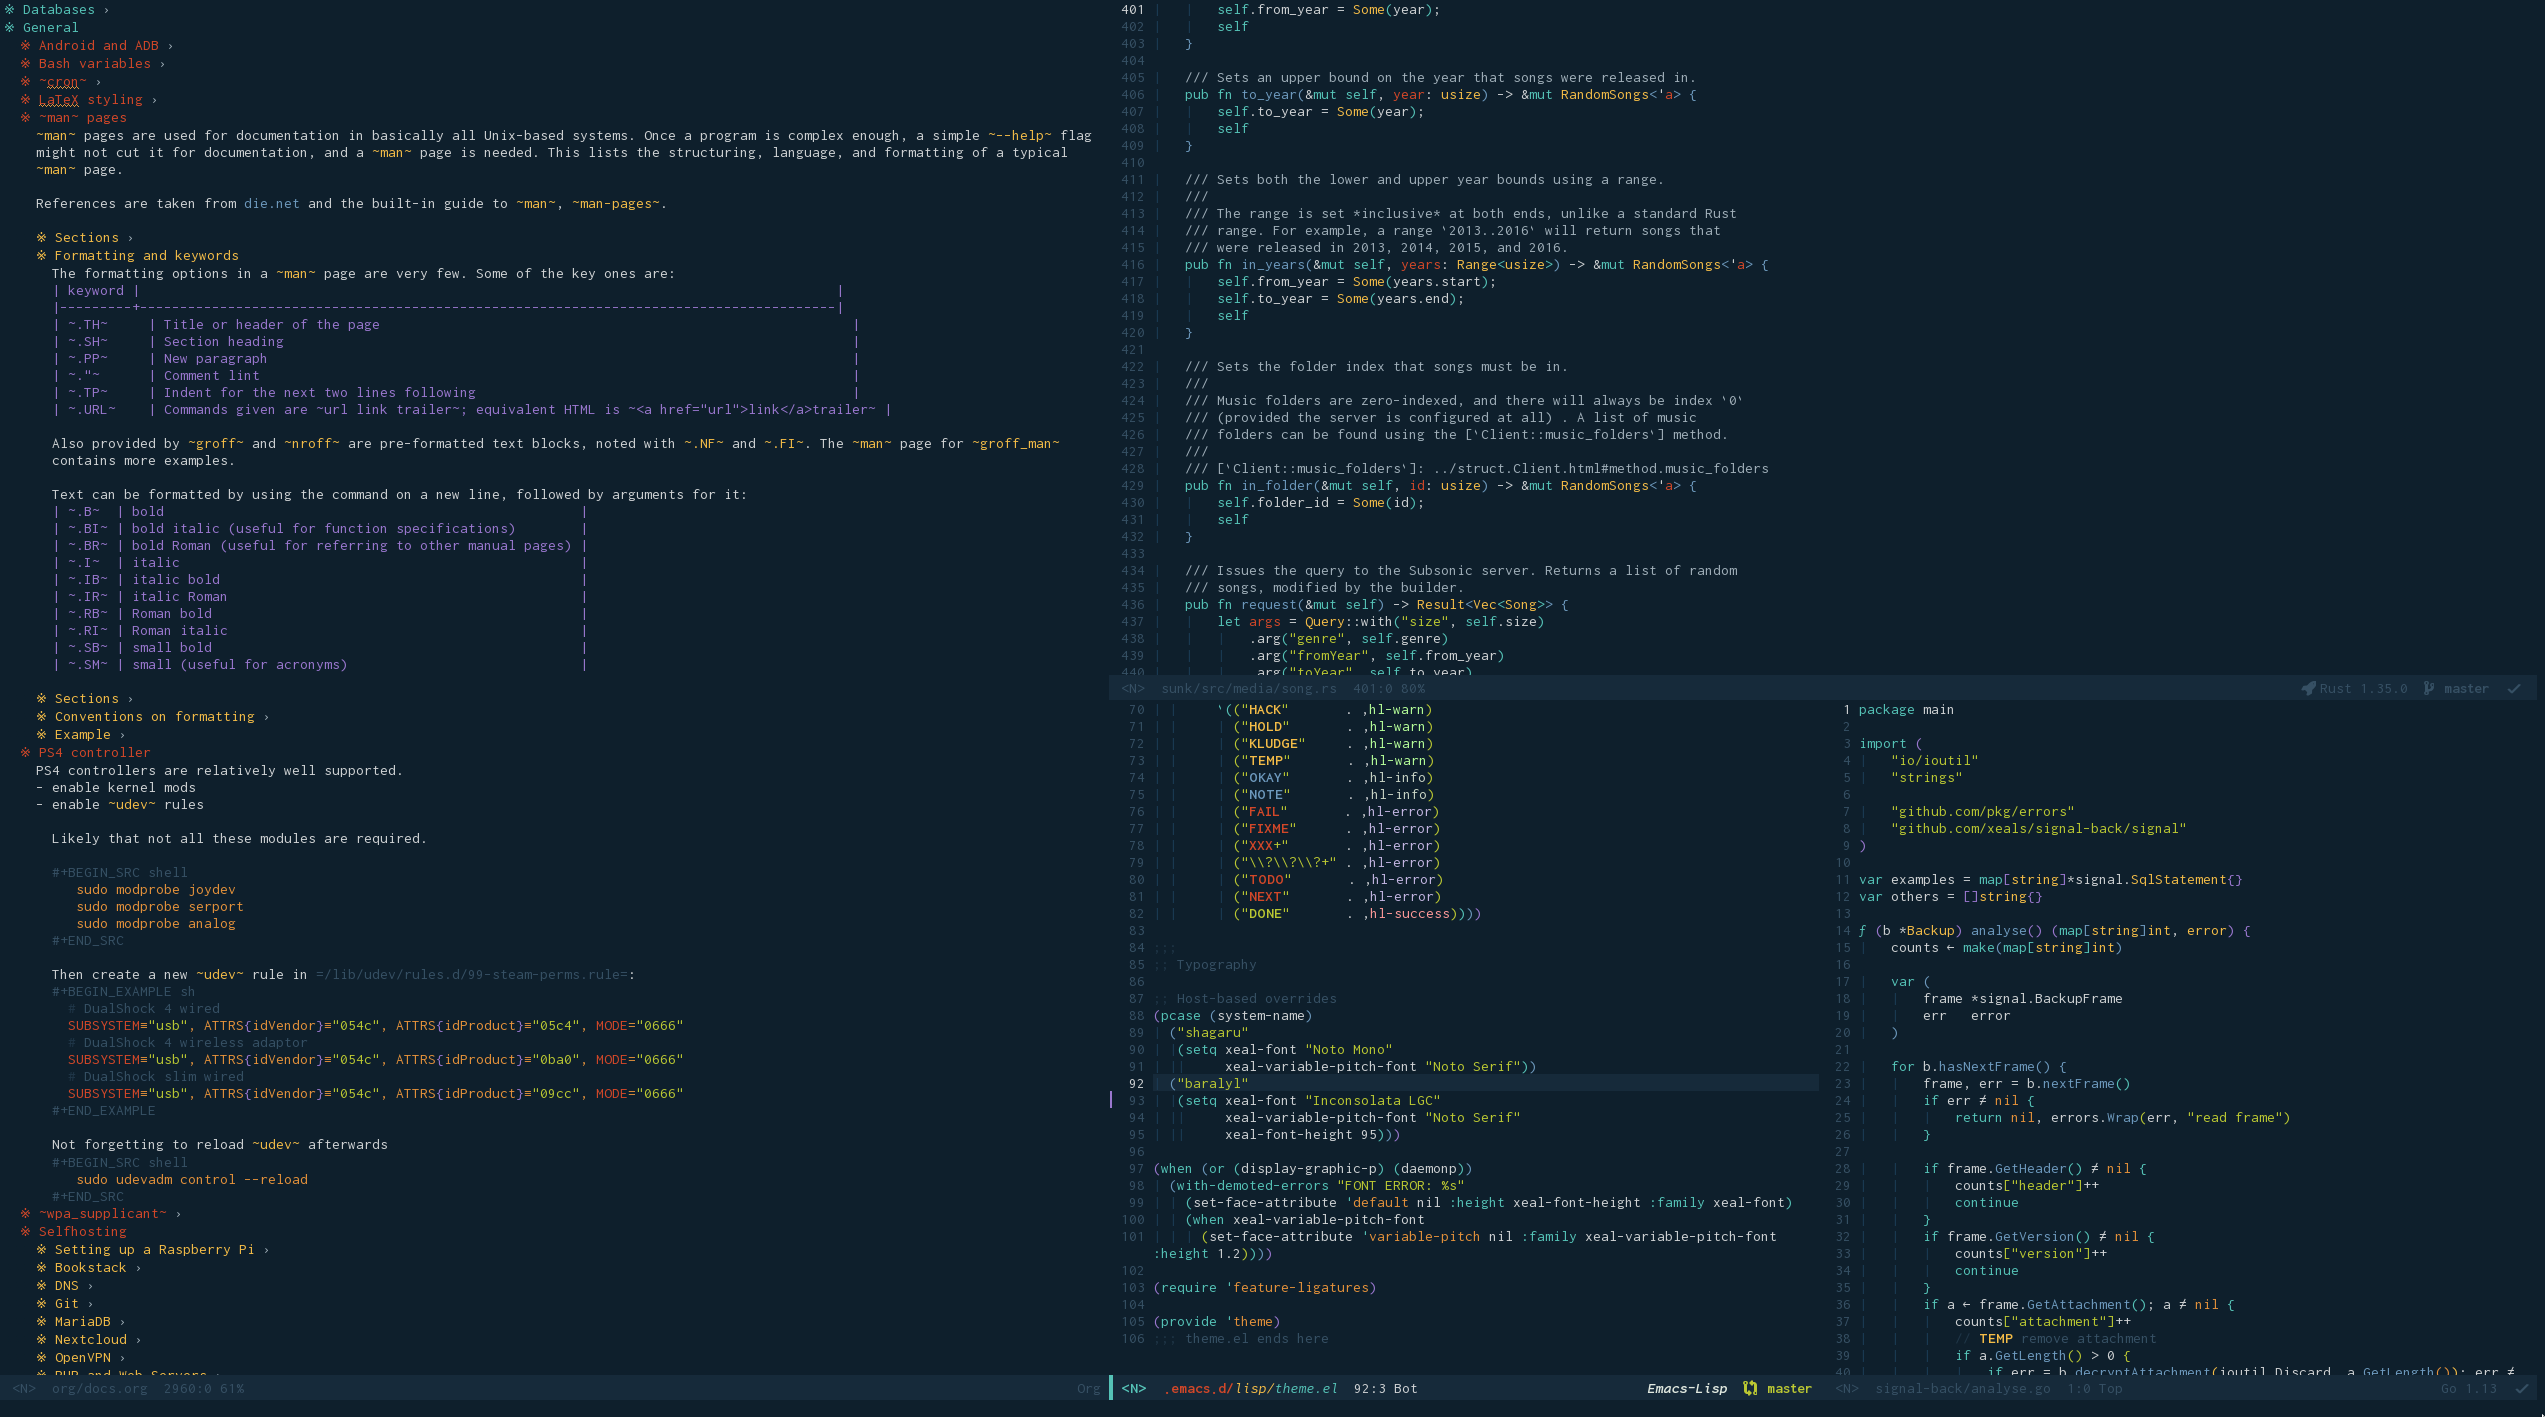 ※ Databases ›
※ General
※ Android and ADB ›
※ Bash variables ›
※ ~cron~ ›
※ LaTeX styling ›
※ ~man~ pages
~man~ pages are used for documentation in basically all Unix-based systems. Once a program is complex enough, a simple ~--help~ flag
might not cut it for documentation, and a ~man~ page is needed. This lists the structuring, language, and formatting of a typical
~man~ page.
References are taken from die.net and the built-in guide to ~man~, ~man-pages~.
※ Sections ›
※ Formatting and keywords
The formatting options in a ~man~ page are very few. Some of the key ones are:
| keyword | |
|---------+---------------------------------------------------------------------------------------|
| ~.TH~ | Title or header of the page |
| ~.SH~ | Section heading |
| ~.PP~ | New paragraph |
| ~."~ | Comment lint |
| ~.TP~ | Indent for the next two lines following |
| ~.URL~ | Commands given are ~url link trailer~; equivalent HTML is ~<a href="url">link</a>trailer~ |
Also provided by ~groff~ and ~nroff~ are pre-formatted text blocks, noted with ~.NF~ and ~.FI~. The ~man~ page for ~groff_man~
contains more examples.
Text can be formatted by using the command on a new line, followed by arguments for it:
| ~.B~ | bold |
| ~.BI~ | bold italic (useful for function specifications) |
| ~.BR~ | bold Roman (useful for referring to other manual pages) |
| ~.I~ | italic |
| ~.IB~ | italic bold |
| ~.IR~ | italic Roman |
| ~.RB~ | Roman bold |
| ~.RI~ | Roman italic |
| ~.SB~ | small bold |
| ~.SM~ | small (useful for acronyms) |
※ Sections ›
※ Conventions on formatting ›
※ Example ›
※ PS4 controller
PS4 controllers are relatively well supported.
- enable kernel mods
- enable ~udev~ rules
Likely that not all these modules are required.
#+BEGIN_SRC shell
sudo modprobe joydev
sudo modprobe serport
sudo modprobe analog
#+END_SRC
Then create a new ~udev~ rule in =/lib/udev/rules.d/99-steam-perms.rule=:
#+BEGIN_EXAMPLE sh
# DualShock 4 wired
SUBSYSTEM≡"usb", ATTRS{idVendor}≡"054c", ATTRS{idProduct}≡"05c4", MODE="0666"
# DualShock 4 wireless adaptor
SUBSYSTEM≡"usb", ATTRS{idVendor}≡"054c", ATTRS{idProduct}≡"0ba0", MODE="0666"
# DualShock slim wired
SUBSYSTEM≡"usb", ATTRS{idVendor}≡"054c", ATTRS{idProduct}≡"09cc", MODE="0666"
#+END_EXAMPLE
Not forgetting to reload ~udev~ afterwards
#+BEGIN_SRC shell
sudo udevadm control --reload
#+END_SRC
※ ~wpa_supplicant~ ›
※ Selfhosting
※ Setting up a Raspberry Pi ›
※ Bookstack ›
※ DNS ›
※ Git ›
※ MariaDB ›
※ Nextcloud ›
※ OpenVPN ›
※ PHP and Web Servers ›
<N> org/docs.org 2960:0 61% Org
401 self.from_year = Some(year);
402 self
403 }
404
405 /// Sets an upper bound on the year that songs were released in.
406 pub fn to_year(&mut self, year: usize) -> &mut RandomSongs<'a> {
407 self.to_year = Some(year);
408 self
409 }
410
411 /// Sets both the lower and upper year bounds using a range.
412 ///
413 /// The range is set *inclusive* at both ends, unlike a standard Rust
414 /// range. For example, a range `2013..2016` will return songs that
415 /// were released in 2013, 2014, 2015, and 2016.
416 pub fn in_years(&mut self, years: Range<usize>) -> &mut RandomSongs<'a> {
417 self.from_year = Some(years.start);
418 self.to_year = Some(years.end);
419 self
420 }
421
422 /// Sets the folder index that songs must be in.
423 ///
424 /// Music folders are zero-indexed, and there will always be index `0`
425 /// (provided the server is configured at all) . A list of music
426 /// folders can be found using the [`Client::music_folders`] method.
427 ///
428 /// [`Client::music_folders`]: ../struct.Client.html#method.music_folders
429 pub fn in_folder(&mut self, id: usize) -> &mut RandomSongs<'a> {
430 self.folder_id = Some(id);
431 self
432 }
433
434 /// Issues the query to the Subsonic server. Returns a list of random
435 /// songs, modified by the builder.
436 pub fn request(&mut self) -> Result<Vec<Song>> {
437 let args = Query::with("size", self.size)
438 .arg("genre", self.genre)
439 .arg("fromYear", self.from_year)
440 .arg("toYear", self.to_year)
<N> sunk/src/media/song.rs 401:0 80% Rust 1.35.0 master ✓
70 `(("HACK" . ,hl-warn)
71 ("HOLD" . ,hl-warn)
72 ("KLUDGE" . ,hl-warn)
73 ("TEMP" . ,hl-warn)
74 ("OKAY" . ,hl-info)
75 ("NOTE" . ,hl-info)
76 ("FAIL" . ,hl-error)
77 ("FIXME" . ,hl-error)
78 ("XXX+" . ,hl-error)
79 ("\\?\\?\\?+" . ,hl-error)
80 ("TODO" . ,hl-error)
81 ("NEXT" . ,hl-error)
82 ("DONE" . ,hl-success))))
83
84 ;;;
85 ;; Typography
86
87 ;; Host-based overrides
88 (pcase (system-name)
89 ("shagaru"
90 (setq xeal-font "Noto Mono"
91 xeal-variable-pitch-font "Noto Serif"))
92 ("baralyl"
93 (setq xeal-font "Inconsolata LGC"
94 xeal-variable-pitch-font "Noto Serif"
95 xeal-font-height 95)))
96
97 (when (or (display-graphic-p) (daemonp))
98 (with-demoted-errors "FONT ERROR: %s"
99 (set-face-attribute 'default nil :height xeal-font-height :family xeal-font)
100 (when xeal-variable-pitch-font
101 (set-face-attribute 'variable-pitch nil :family xeal-variable-pitch-font
:height 1.2))))
102
103 (require 'feature-ligatures)
104
105 (provide 'theme)
106 ;;; theme.el ends here
<N> .emacs.d/lisp/theme.el 92:3 Bot Emacs-Lisp master
1 package main
2
3 import (
4 "io/ioutil"
5 "strings"
6
7 "github.com/pkg/errors"
8 "github.com/xeals/signal-back/signal"
9 )
10
11 var examples = map[string]*signal.SqlStatement{}
12 var others = []string{}
13
14 ƒ (b *Backup) analyse() (map[string]int, error) {
15 counts ← make(map[string]int)
16
17 var (
18 frame *signal.BackupFrame
19 err error
20 )
21
22 for b.hasNextFrame() {
23 frame, err = b.nextFrame()
24 if err ≠ nil {
25 return nil, errors.Wrap(err, "read frame")
26 }
27
28 if frame.GetHeader() ≠ nil {
29 counts["header"]++
30 continue
31 }
32 if frame.GetVersion() ≠ nil {
33 counts["version"]++
34 continue
35 }
36 if a ← frame.GetAttachment(); a ≠ nil {
37 counts["attachment"]++
38 // TEMP remove attachment
39 if a.GetLength() > 0 {
40 if err = b.decryptAttachment(ioutil.Discard, a.GetLength()); err ≠
<N> signal-back/analyse.go 1:0 Top Go 1.13 ✓